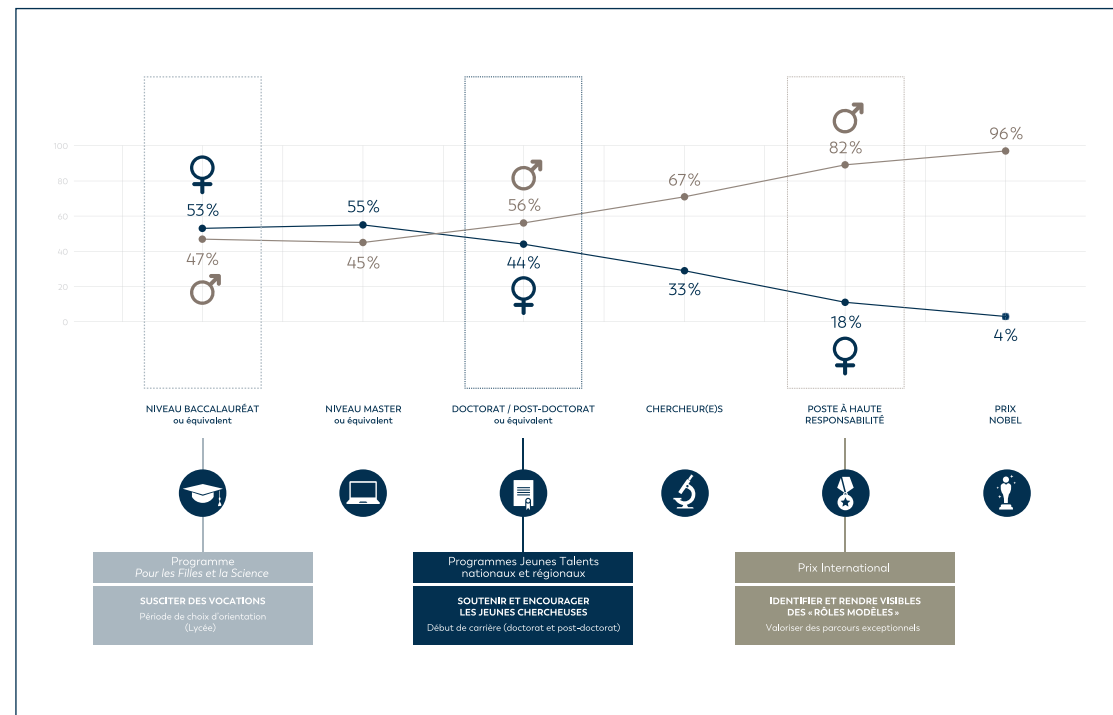 100
80
60
40
20
0
53%
47%
55%
45%
56%
44%
67%
33%
82%
18%
96%
4%
NIVEAU BACCALAURÉAT
ou équivalent
NIVEAU MASTER
ou équivalent
DOCTORAT / POST-DOCTORAT
ou équivalent
CHERCHEUR(E)S
POSTE À HAUTE
RESPONSABILITÉ
PRIX
NOBEL
Programme
Pour les Filles et la Science
SUSCITER DES VOCATIONS
Période de choix d'orientation
(Lycée)
Programmes Jeunes Talents
nationaux et régionaux
SOUTENIR ET ENCOURAGER
LES JEUNES CHERCHEUSES
Début de carrière (doctorat et post-doctorat)
Prix International
IDENTIFIER ET RENDRE VISIBLES
DES « RÔLES MODÈLES »
Valoriser des parcours exceptionnels